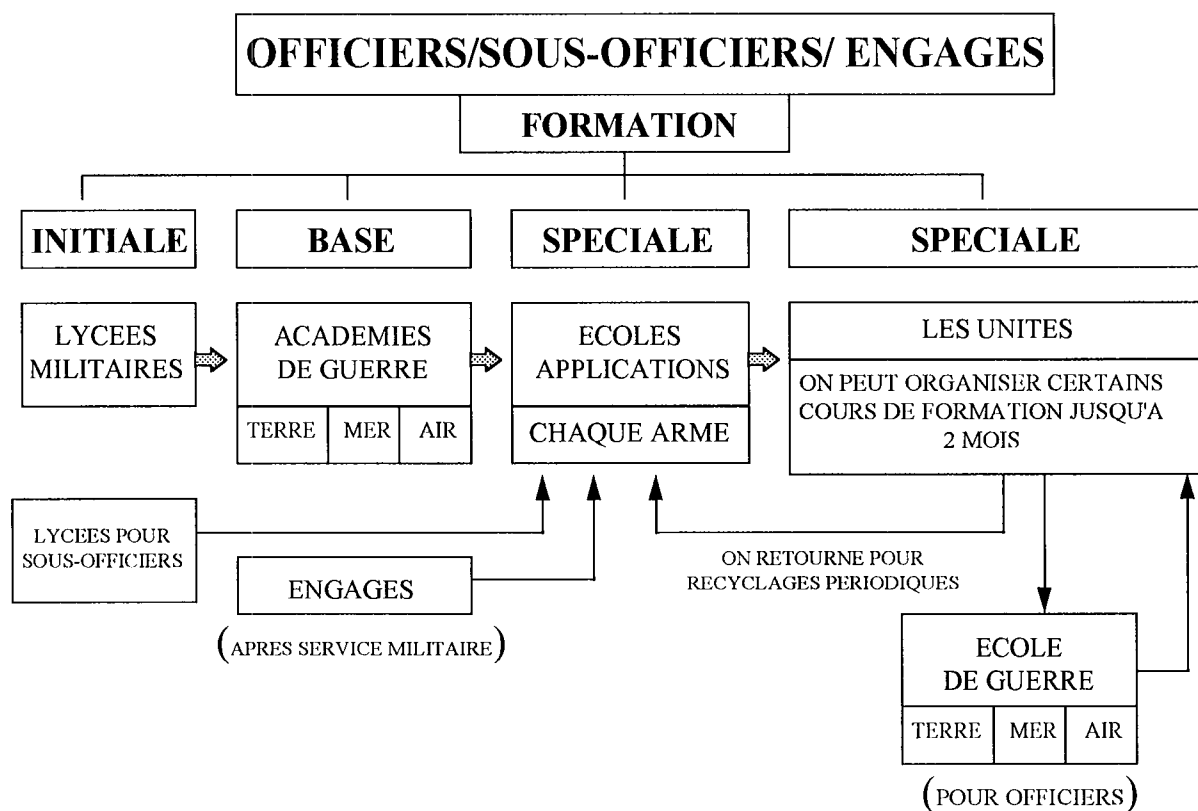 OFFICIERS/SOUS-OFFICIERS/ ENGAGES
FORMATION
INITIALE
BASE
SPECIALE
SPECIALE
LYCEES
MILITAIRES
ACADEMIES
DE GUERRE
TERRE
MER
AIR
ECOLES
APPLICATIONS
CHAQUE ARME
LES UNITES
ON PEUT ORGANISER CERTAINS
COURS DE FORMATION JUSQU'A
2 MOIS
LYCEES POUR
SOUS-OFFICIERS
ENGAGES
(APRES SERVICE MILITAIRE)
ON RETOURNE POUR
RECYCLAGES PERIODIQUES
ECOLE
DE GUERRE
TERRE
MER
AIR
(POUR OFFICIERS)